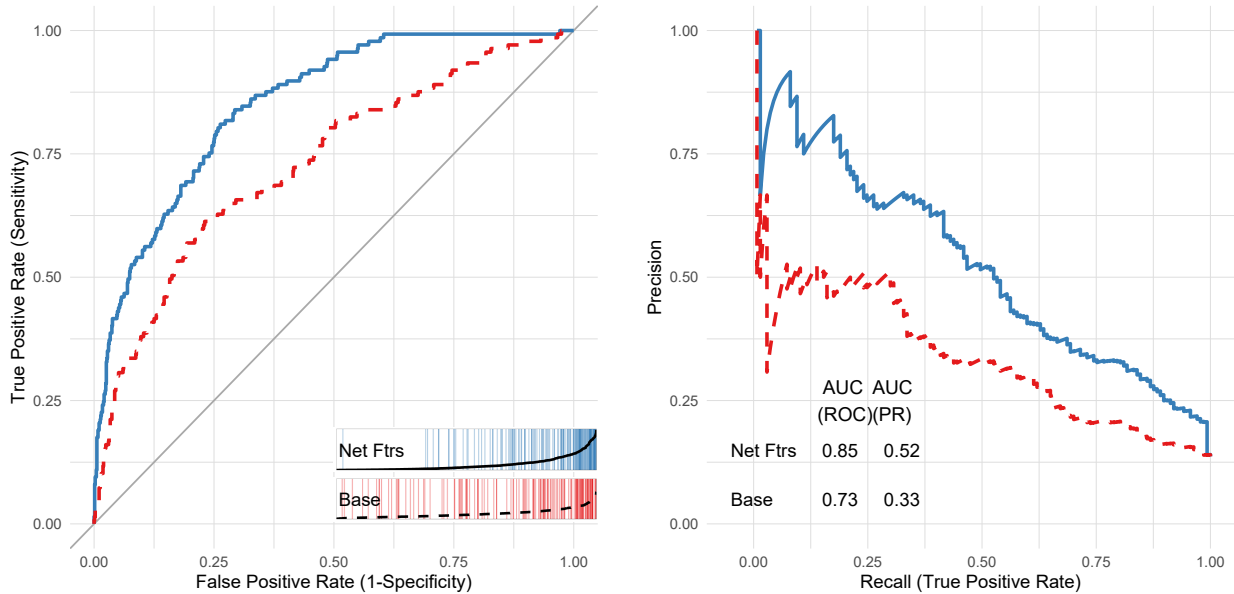 1.00
0.75
0.50
0.25
0.00
True Positive Rate (Sensitivity)
Net Ftrs
Base
0.00 0.25 0.50 0.75 1.00
False Positive Rate (1-Specificity)
1.00
0.75
0.50
0.25
0.00
Precision
AUC AUC
(ROC) (PR)
Net Ftrs 0.85 0.52
Base 0.73 0.33
0.00 0.25 0.50 0.75 1.00
Recall (True Positive Rate)